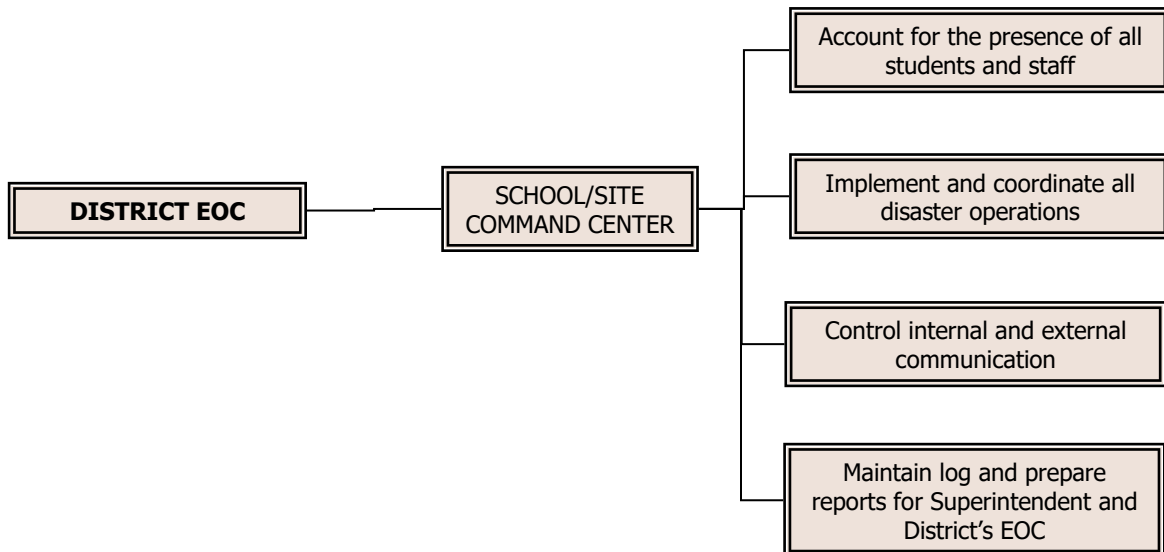 DISTRICT EOC
SCHOOL/SITE
COMMAND CENTER
Account for the presence of all
students and staff
Implement and coordinate all
disaster operations
Control internal and external
communication
Maintain log and prepare
reports for Superintendent and
District’s EOC